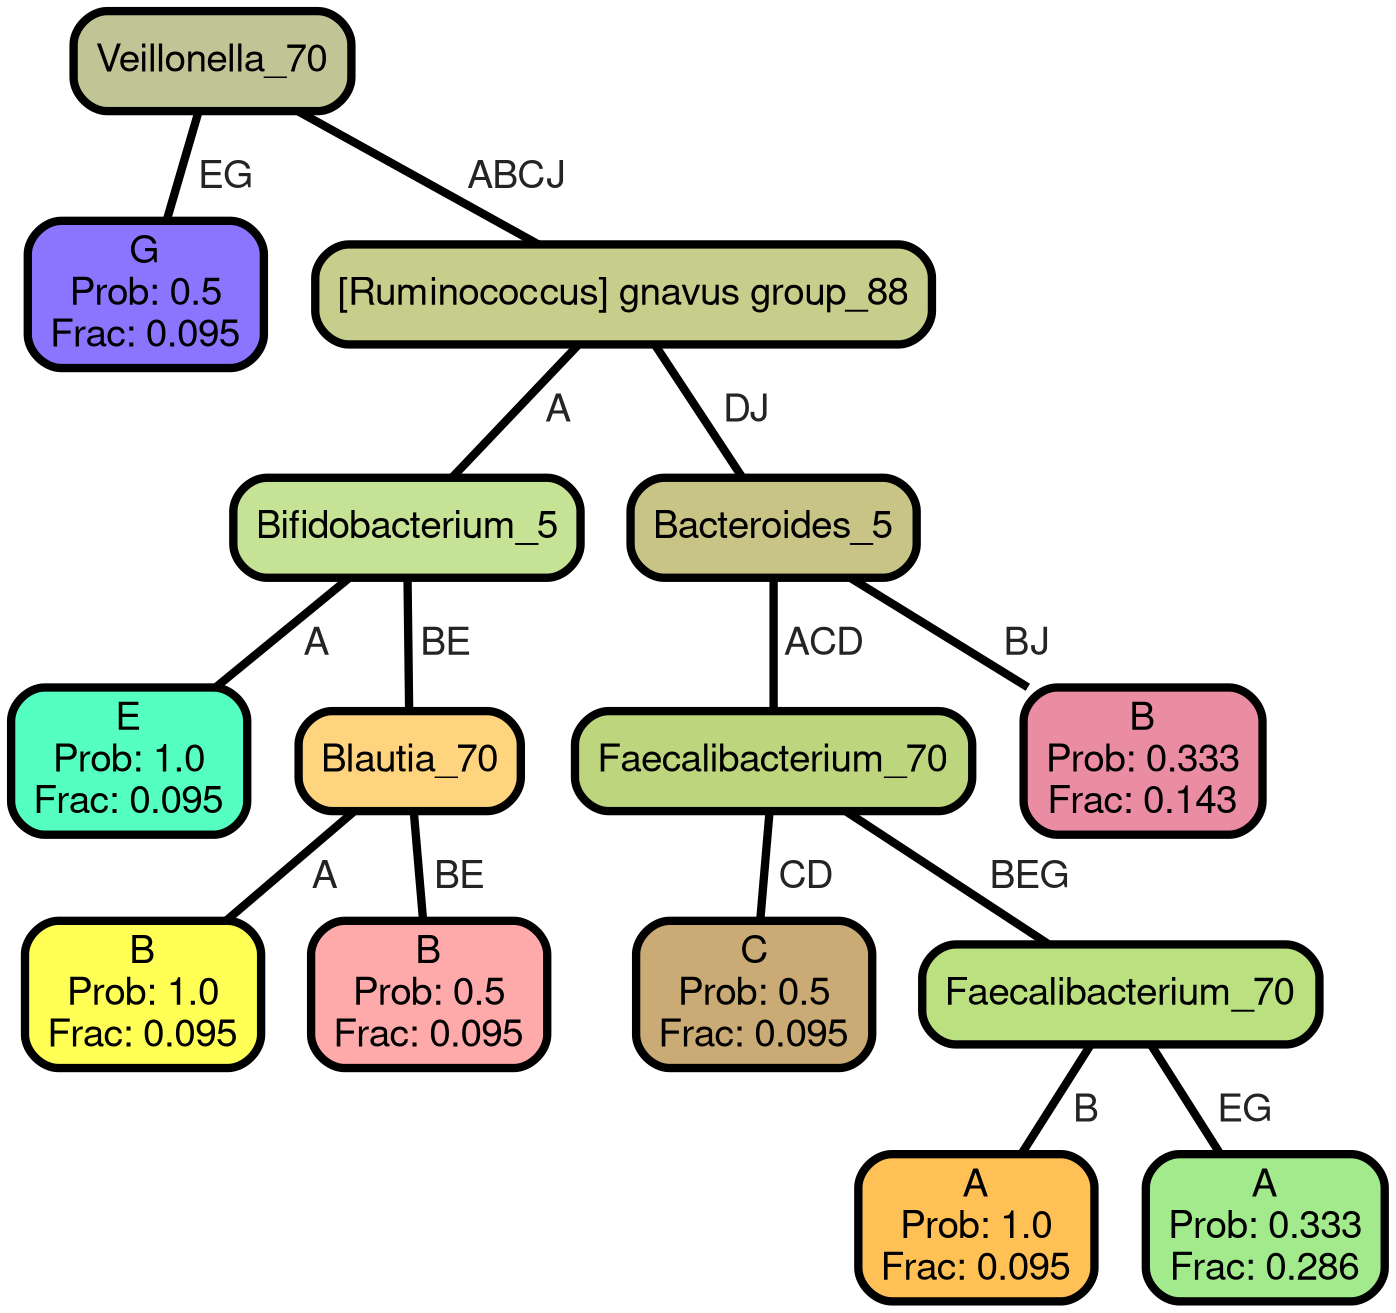 Veillonella_70
EG
ABCJ
G
Prob: 0.5
Frac: 0.095
[Ruminococcus] gnavus group_88
A
DJ
Bifidobacterium_5
Bacteroides_5
A
BE
ACD
BJ
E
Prob: 1.0
Frac: 0.095
Blautia_70
Faecalibacterium_70
B
Prob: 0.333
Frac: 0.143
A
BE
CD
BEG
B
Prob: 1.0
Frac: 0.095
B
Prob: 0.5
Frac: 0.095
C
Prob: 0.5
Frac: 0.095
Faecalibacterium_70
B
EG
A
Prob: 1.0
Frac: 0.095
A
Prob: 0.333
Frac: 0.286